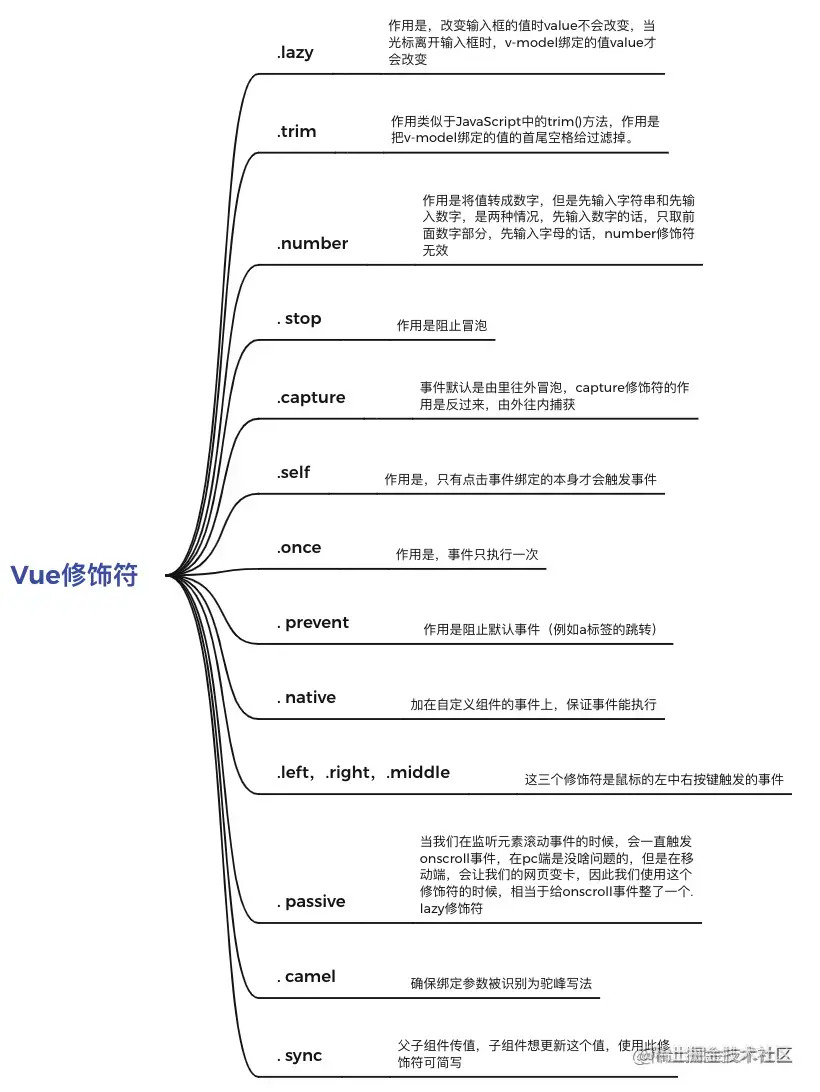 .lazy
作用是，改变输入框的值时value不会改变，当
光标离开输入框时，v-model绑定的值value才
会改变
.trim
作用类似于JavaScript中的trim()方法，作用是
把v-model绑定的值的首尾空格给过滤掉。
.number
作用是将值转成数字，但是先输入字符串和先输
入数字，是两种情况，先输入数字的话，只取前
面数字部分，先输入字母的话，number修饰符
无效
. stop
作用是阻止冒泡
.capture
事件默认是由里往外冒泡，capture修饰符的作
用是反过来，由外往内捕获
.self
作用是，只有点击事件绑定的本身才会触发事件
.once
作用是，事件只执行一次
Vue修饰符
. prevent
作用是阻止默认事件（例如a标签的跳转）
. native
加在自定义组件的事件上，保证事件能执行
.left，.right，.middle
这三个修饰符是鼠标的左中右按键触发的事件
. passive
当我们在监听元素滚动事件的时候，会一直触发
onscroll事件，在pc端是没啥问题的，但是在移
动端，会让我们的网页变卡，因此我们使用这个
修饰符的时候，相当于给onscroll事件整了一个.
lazy修饰符
. camel
确保绑定参数被识别为驼峰写法
. sync
父子组件传值，子组件想更新这个值，使用此修
饰符可简写
@稀土掘金技术社区